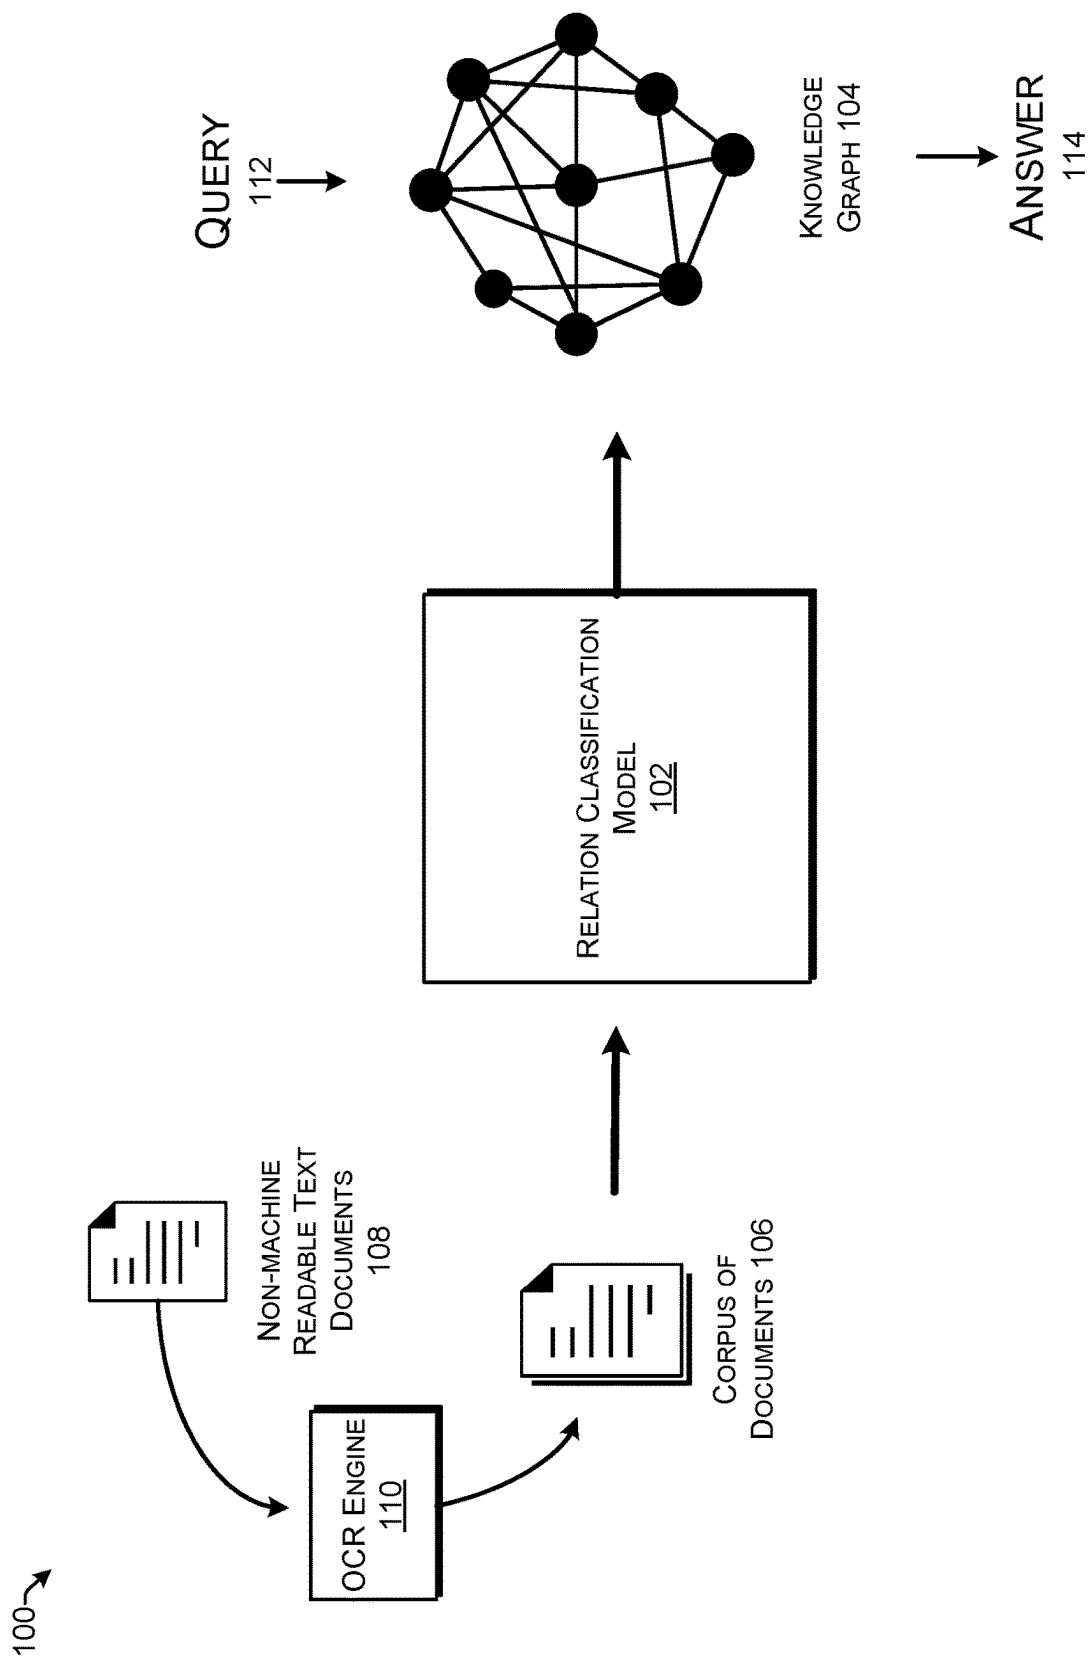 100
NON-MACHINE
READABLE TEXT
DOCUMENTS
108
OCR ENGINE
110
CORPUS OF
DOCUMENTS 106
RELATION CLASSIFICATION
MODEL
102
QUERY
112
KNOWLEDGE
GRAPH 104
ANSWER
114